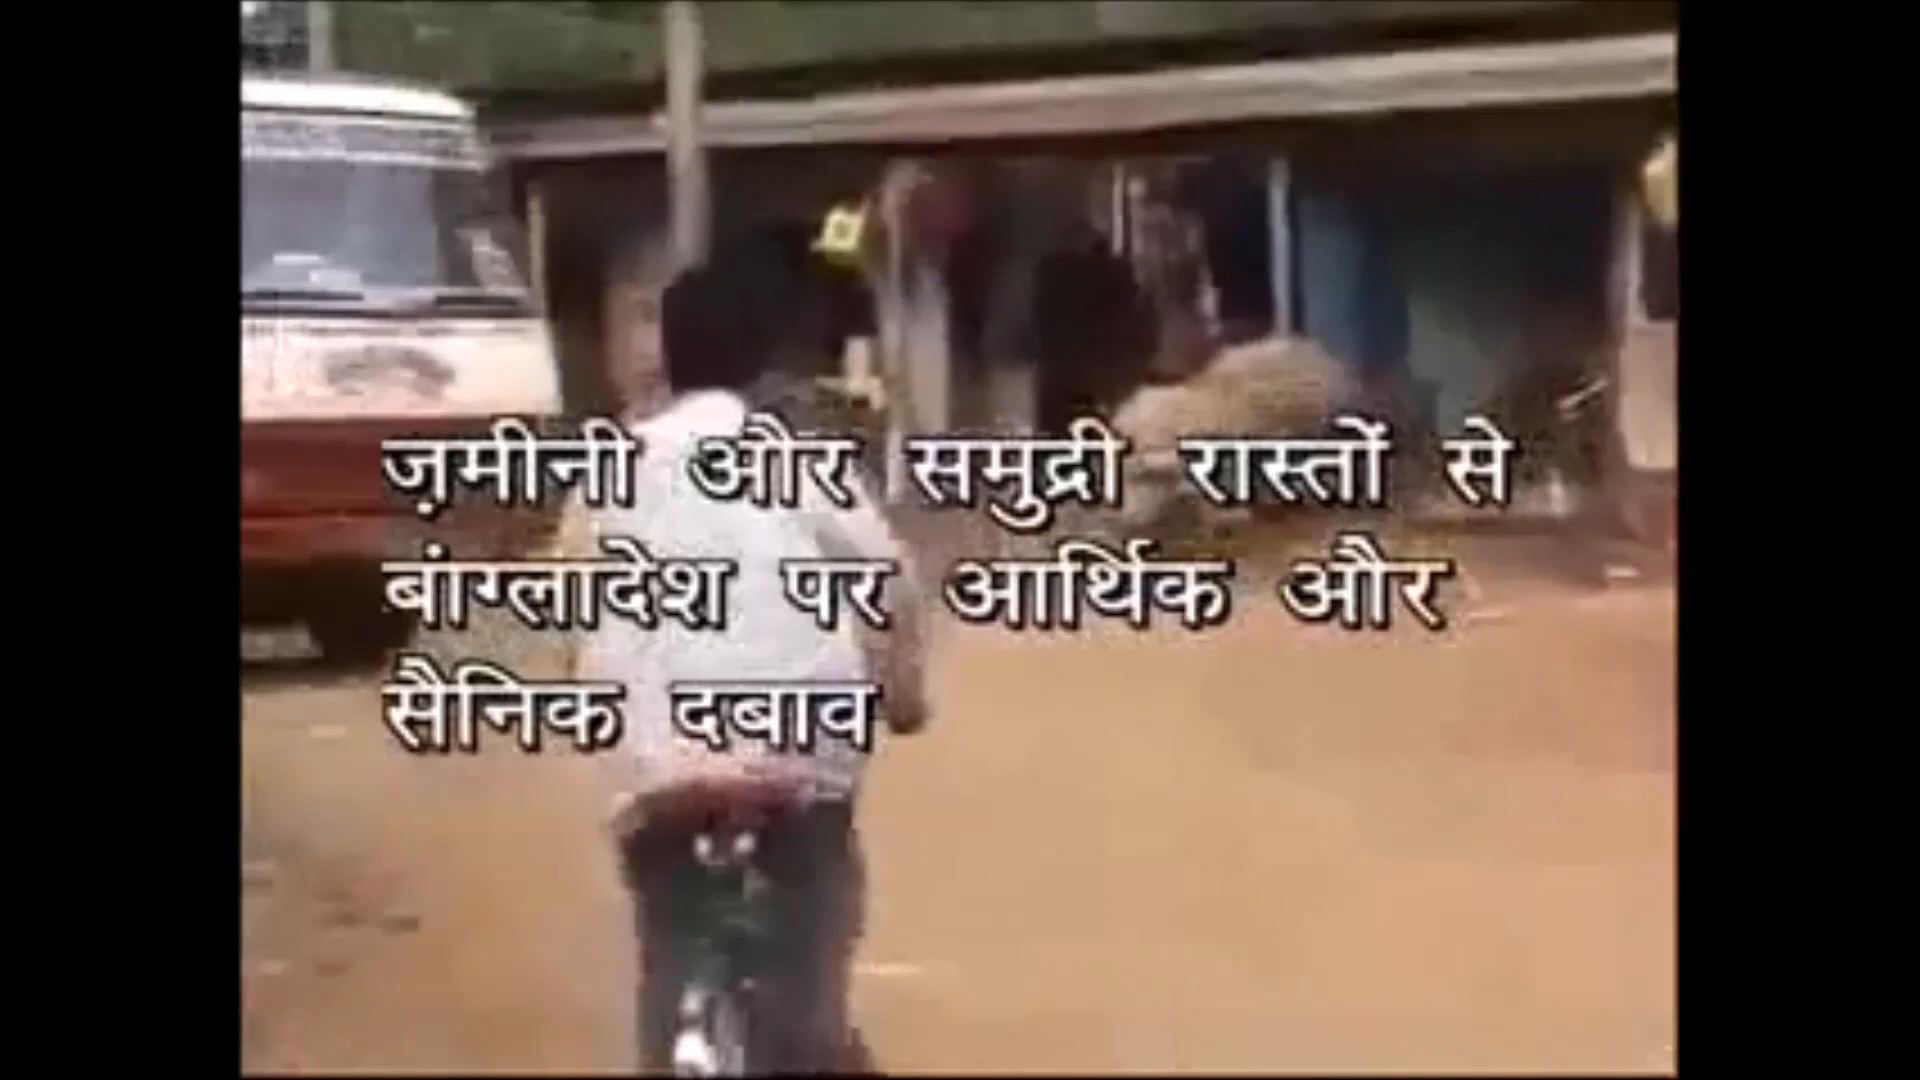 ज़मीनी और समुद्री रास्तों से
बांग्लादेश पर आर्थिक और
सैनिक दबाव